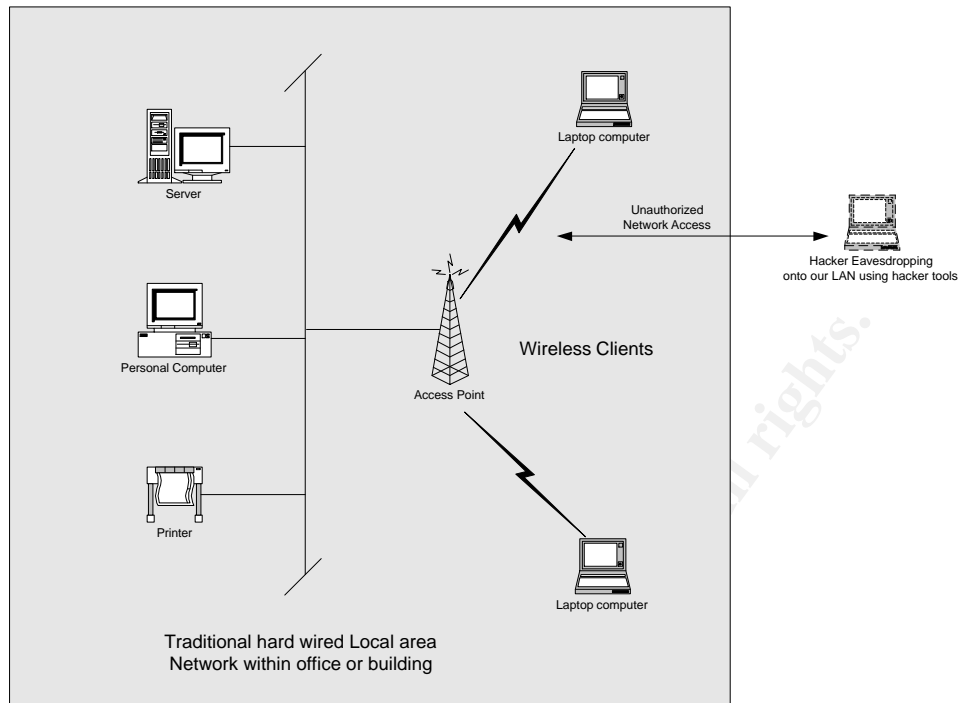 Laptop computer
Server
Unauthorized
Network Access
Hacker Eavesdropping
onto our LAN using hacker tools
Personal Computer
Wireless Clients
Access Point
Printer
Laptop computer
Traditional hard wired Local area
Network within office or building
rights.